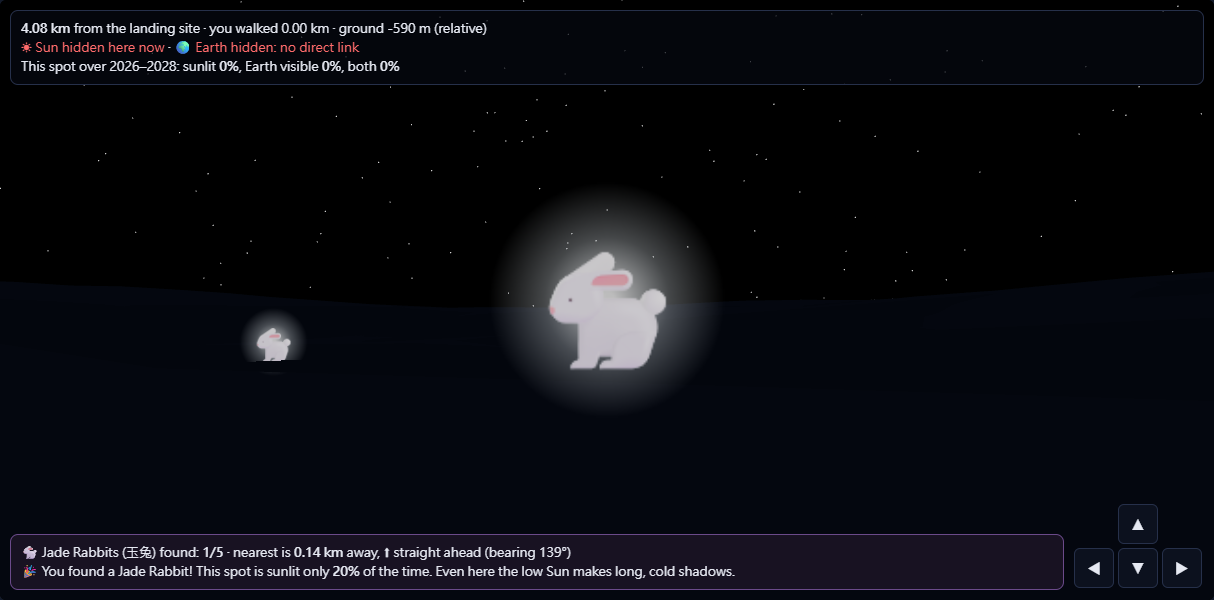 4.08 km from the landing site · you walked 0.00 km · ground -590 m (relative)
☀ Sun hidden here now · 🌍 Earth hidden: no direct link
This spot over 2026–2028: sunlit 0%, Earth visible 0%, both 0%
🐇 Jade Rabbits (玉兔) found: 1/5 · nearest is 0.14 km away, ⬆ straight ahead (bearing 139°)
🎉 You found a Jade Rabbit! This spot is sunlit only 20% of the time. Even here the low Sun makes long, cold shadows.
▲
◀ ▼ ▶